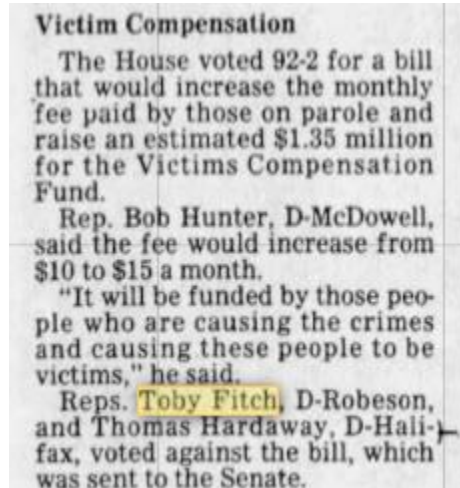 Victim Compensation
The House voted 92-2 for a bill
that would increase the monthly
fee paid by those on parole and
raise an estimated $1.35 million
for the Victims Compensation
Fund.
Rep. Bob Hunter, D-McDowell,
said the fee would increase from
$10 to $15 a month.
"It will be funded by those peo-
ple who are causing the crimes
and causing these people to be
victims," he said.
Reps. Toby Fitch, D-Robeson,
and Thomas Hardaway, D-Hali-
fax, voted against the bill, which
was sent to the Senate.